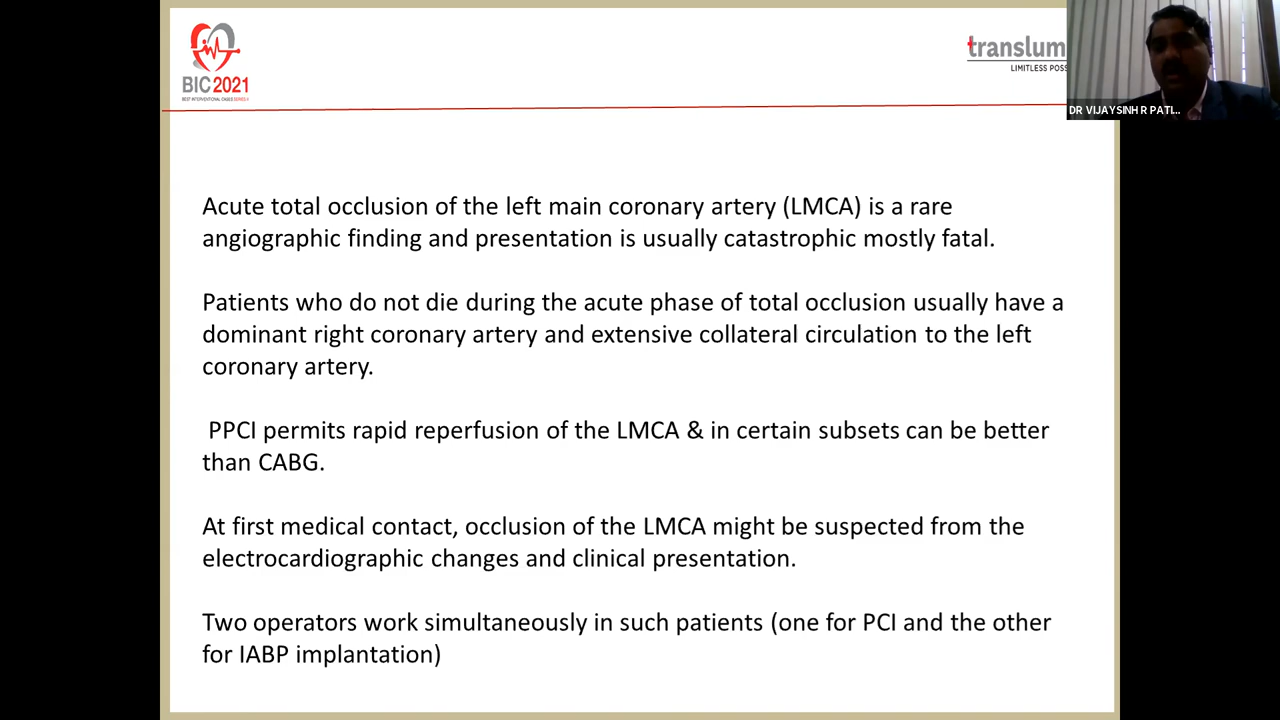 BIC 2021
translum
LIMITLESS POSS
DR VIJAYSINH R PATI...
Acute total occlusion of the left main coronary artery (LMCA) is a rare
angiographic finding and presentation is usually catastrophic mostly fatal.
Patients who do not die during the acute phase of total occlusion usually have a
dominant right coronary artery and extensive collateral circulation to the left
coronary artery.
PPCI permits rapid reperfusion of the LMCA & in certain subsets can be better
than CABG.
At first medical contact, occlusion of the LMCA might be suspected from the
electrocardiographic changes and clinical presentation.
Two operators work simultaneously in such patients (one for PCI and the other
for IABP implantation)